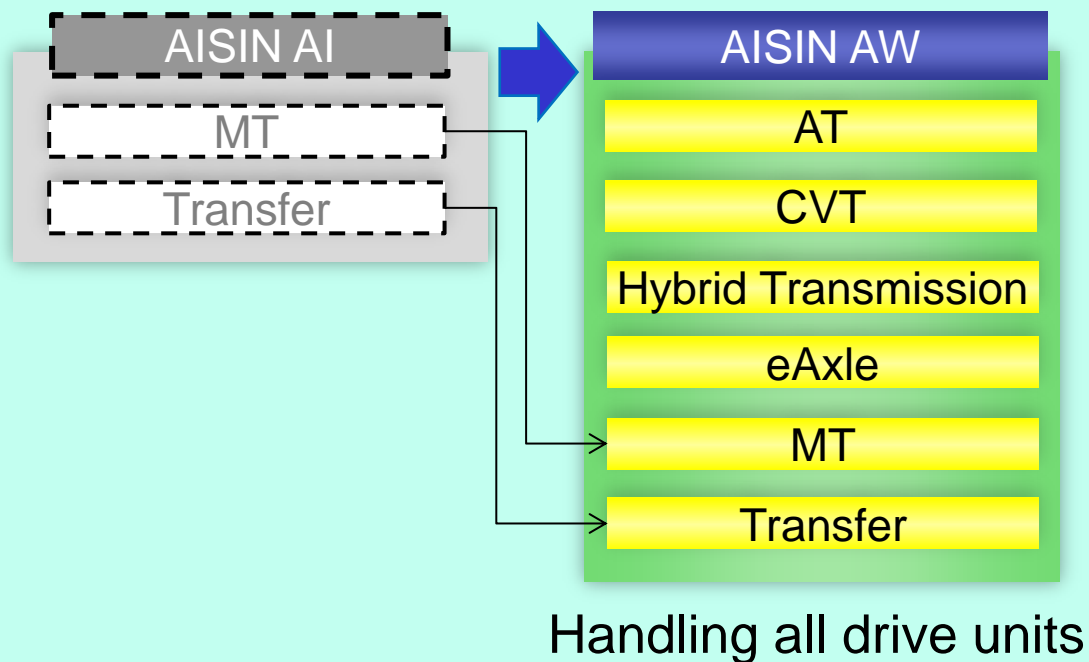 AISIN AI
MT
Transfer
AISIN AW
AT
CVT
Hybrid Transmission
eAxle
MT
Transfer
Handling all drive units